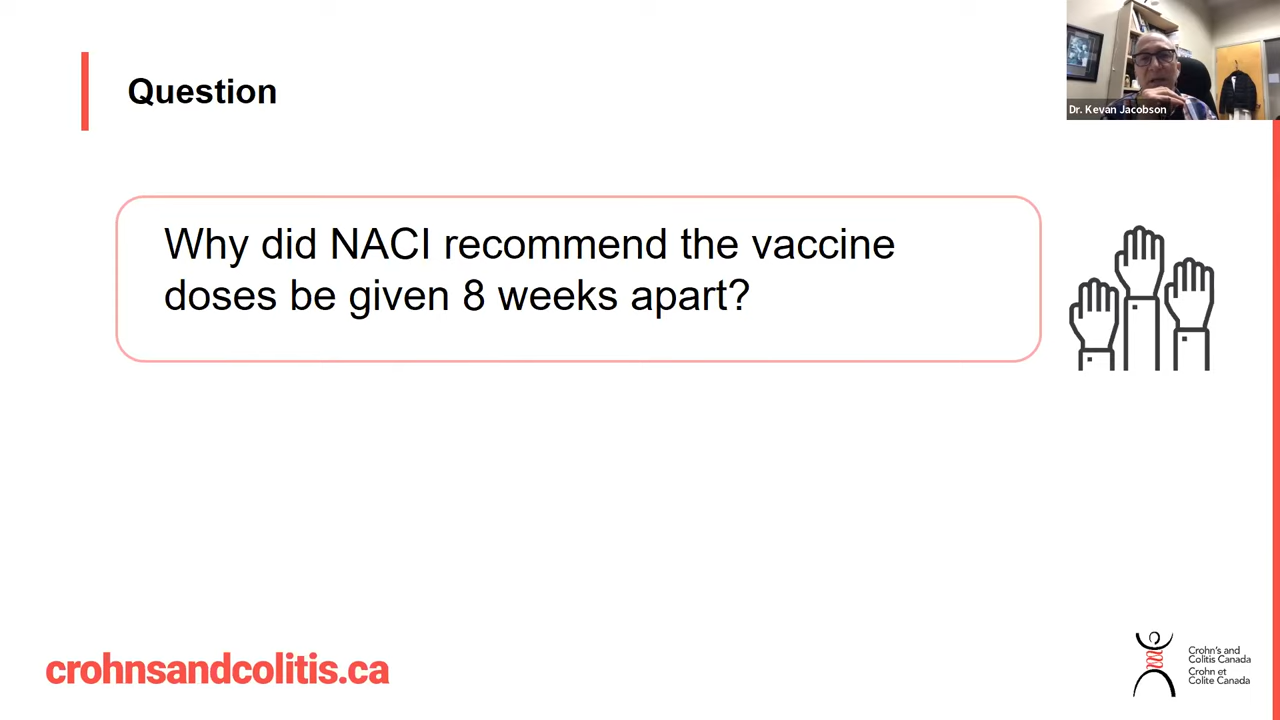 Question
Dr. Kevan Jacobson
Why did NACI recommend the vaccine
doses be given 8 weeks apart?
crohnsandcolitis.ca
Crohn's and
Colitis Canada
Crohn et
Colite Canada